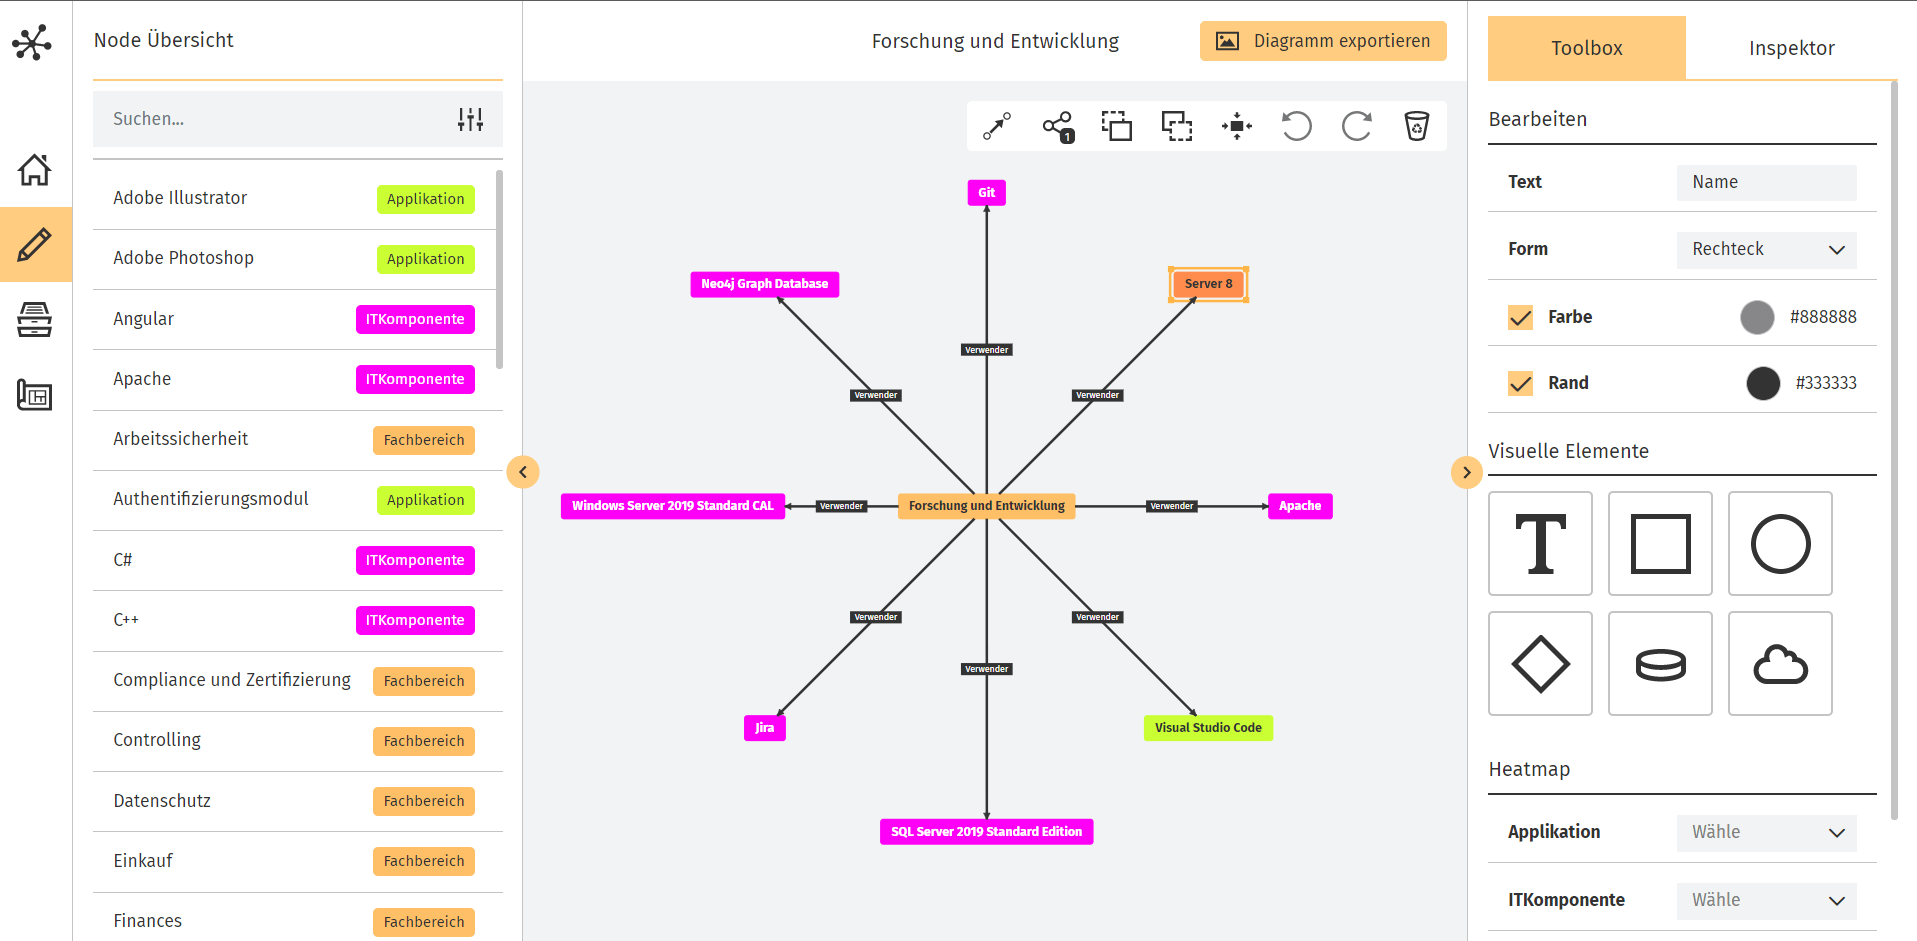 Node Übersicht
Suchen...
Adobe Illustrator Applikation
Adobe Photoshop Applikation
Angular ITKomponente
Apache ITKomponente
Arbeitssicherheit Fachbereich
Authentifizierungsmodul Applikation
C# ITKomponente
C++ ITKomponente
Compliance und Zertifizierung Fachbereich
Controlling Fachbereich
Datenschutz Fachbereich
Einkauf Fachbereich
Finances Fachbereich
Forschung und Entwicklung
Diagramm exportieren
1
Git
Neo4j Graph Database
Server 8
Verwender
Verwender
Verwender
Windows Server 2019 Standard CAL
Verwender
Forschung und Entwicklung
Verwender
Apache
Verwender
Verwender
Verwender
Jira
Visual Studio Code
SQL Server 2019 Standard Edition
Toolbox
Inspektor
Bearbeiten
Text Name
Form Rechteck
Farbe #888888
Rand #333333
Visuelle Elemente
T
Heatmap
Applikation Wähle
ITKomponente Wähle